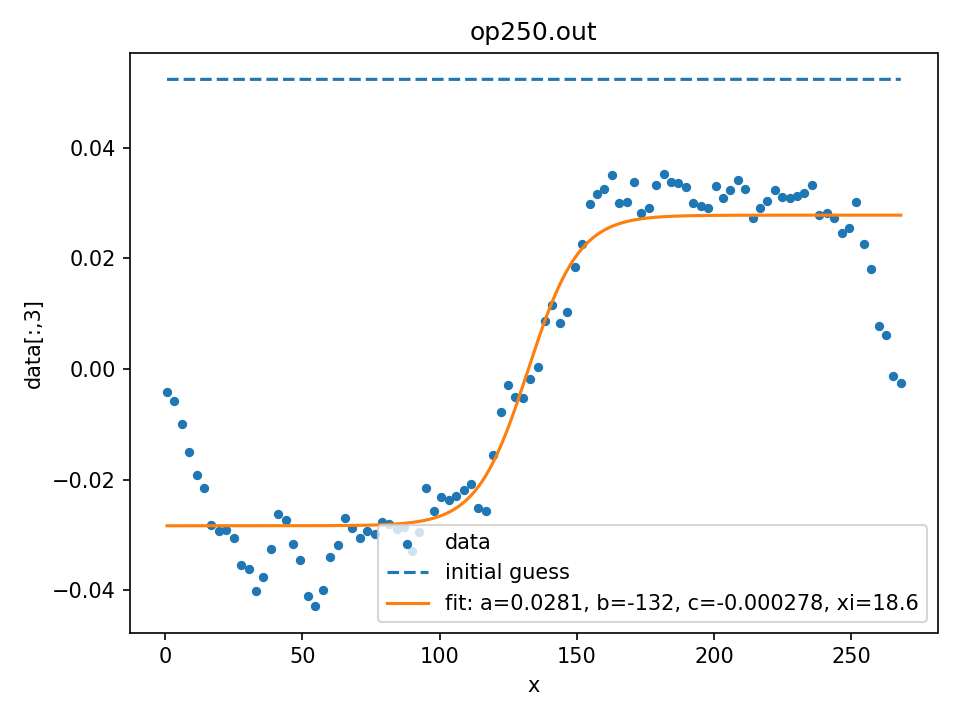 op250.out
data[:,3]
0.04
0.02
0.00
−0.02
−0.04
data
initial guess
fit: a=0.0281, b=-132, c=-0.000278, xi=18.6
0
50
100
150
200
250
x